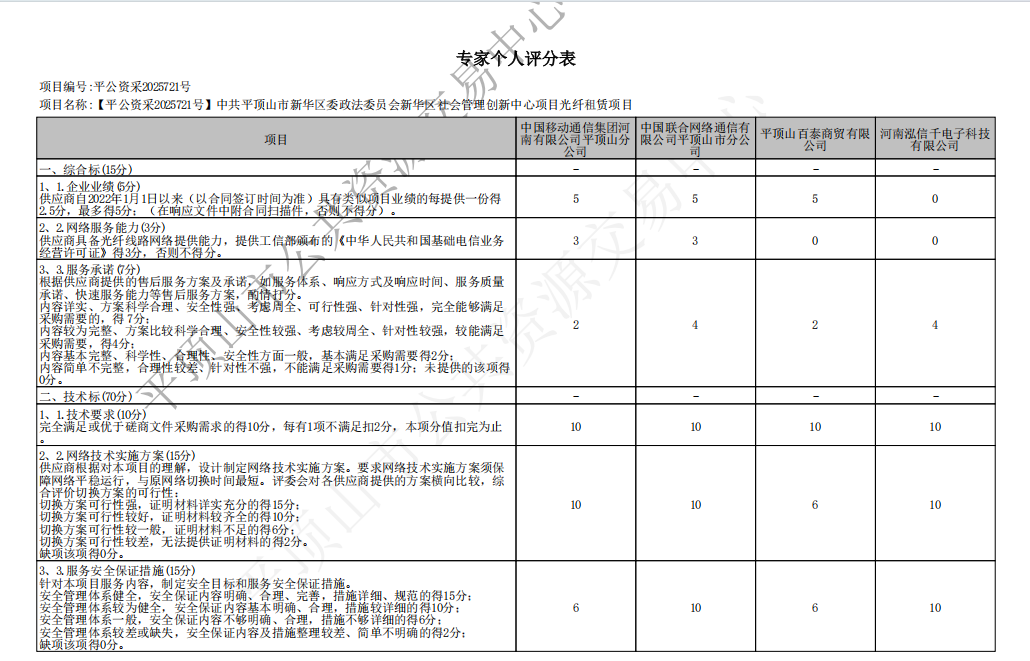 专家个人评分表
项目编号:平公资采2025721号
项目名称:【平公资采2025721号】中共平顶山市新华区委政法委员会新华区社会管理创新中心项目光纤租赁项目
项目
中国移动通信集团河
南有限公司平顶山分
公司
中国联合网络通信有
限公司平顶山市分公
司
平顶山百泰商贸有限
公司
河南泓信千电子科技
有限公司
一、综合标(15分)
－ － － －
1、1.企业业绩(5分)
供应商自2022年1月1日以来（以合同签订时间为准）具有类似项目业绩的每提供一份得
2.5分，最多得5分；（在响应文件中附合同扫描件，否则不得分）。
5 5 5 0
2、2.网络服务能力(3分)
供应商具备光纤线路网络提供能力，提供工信部颁布的《中华人民共和国基础电信业务
经营许可证》得3分，否则不得分。
3 3 0 0
3、3.服务承诺(7分)
根据供应商提供的售后服务方案及承诺，如服务体系、响应方式及响应时间、服务质量
承诺、快速服务能力等售后服务方案，酌情打分。
内容详实、方案科学合理、安全性强、考虑周全、可行性强、针对性强，完全能够满足
采购需要的，得 7分；
内容较为完整、方案比较科学合理、安全性较强、考虑较周全、针对性较强，较能满足
采购需要，得4分；
内容基本完整、科学性、合理性、安全性方面一般，基本满足采购需要得2分；
内容简单不完整，合理性较差、针对性不强，不能满足采购需要得1分；未提供的该项得
0分。
2 4 2 4
二、技术标(70分)
－ － － －
1、1.技术要求(10分)
完全满足或优于磋商文件采购需求的得10分，每有1项不满足扣2分，本项分值扣完为止
。
10 10 10 10
2、2.网络技术实施方案(15分)
供应商根据对本项目的理解，设计制定网络技术实施方案。要求网络技术实施方案须保
障网络平稳运行，与原网络切换时间最短。评委会对各供应商提供的方案横向比较，综
合评价切换方案的可行性：
切换方案可行性强，证明材料详实充分的得15分；
切换方案可行性较好，证明材料较齐全的得10分；
切换方案可行性较一般，证明材料不足的得6分；
切换方案可行性较差，无法提供证明材料的得2分。
缺项该项得0分。
10 10 6 10
3、3.服务安全保证措施(15分)
针对本项目服务内容，制定安全目标和服务安全保证措施。
安全管理体系健全，安全保证内容明确、合理、完善，措施详细、规范的得15分；
安全管理体系较为健全，安全保证内容基本明确、合理，措施较详细的得10分；
安全管理体系一般，安全保证内容不够明确、合理，措施不够详细的得6分；
安全管理体系较差或缺失，安全保证内容及措施整理较差、简单不明确的得2分；
缺项该项得0分。
6 10 6 10
平顶山市公共资源交易中心
平顶山市公共资源交易中心